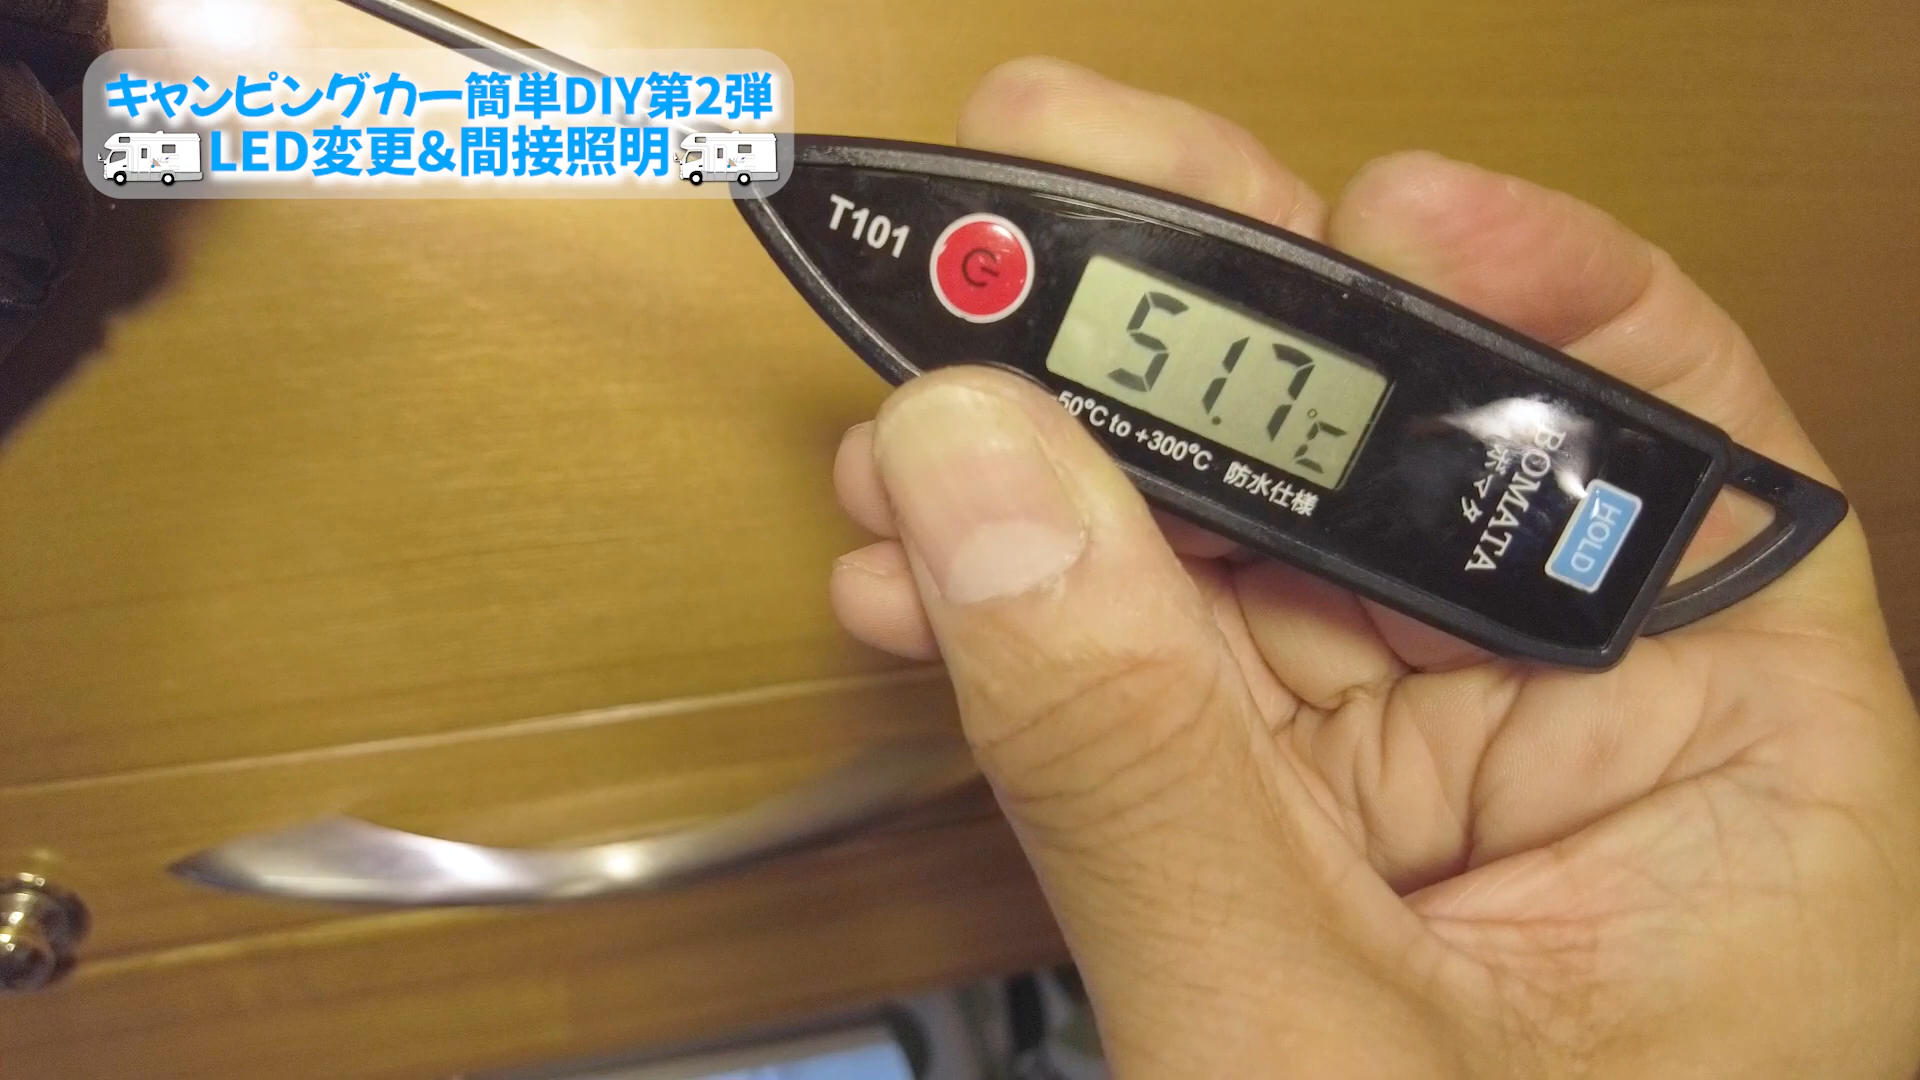 キャンピングカー簡単DIY第2弾
LED変更&間接照明
T101
51.7℃
50°C to +300°C 防水仕様
BOMATA
ボマタ
HOLD